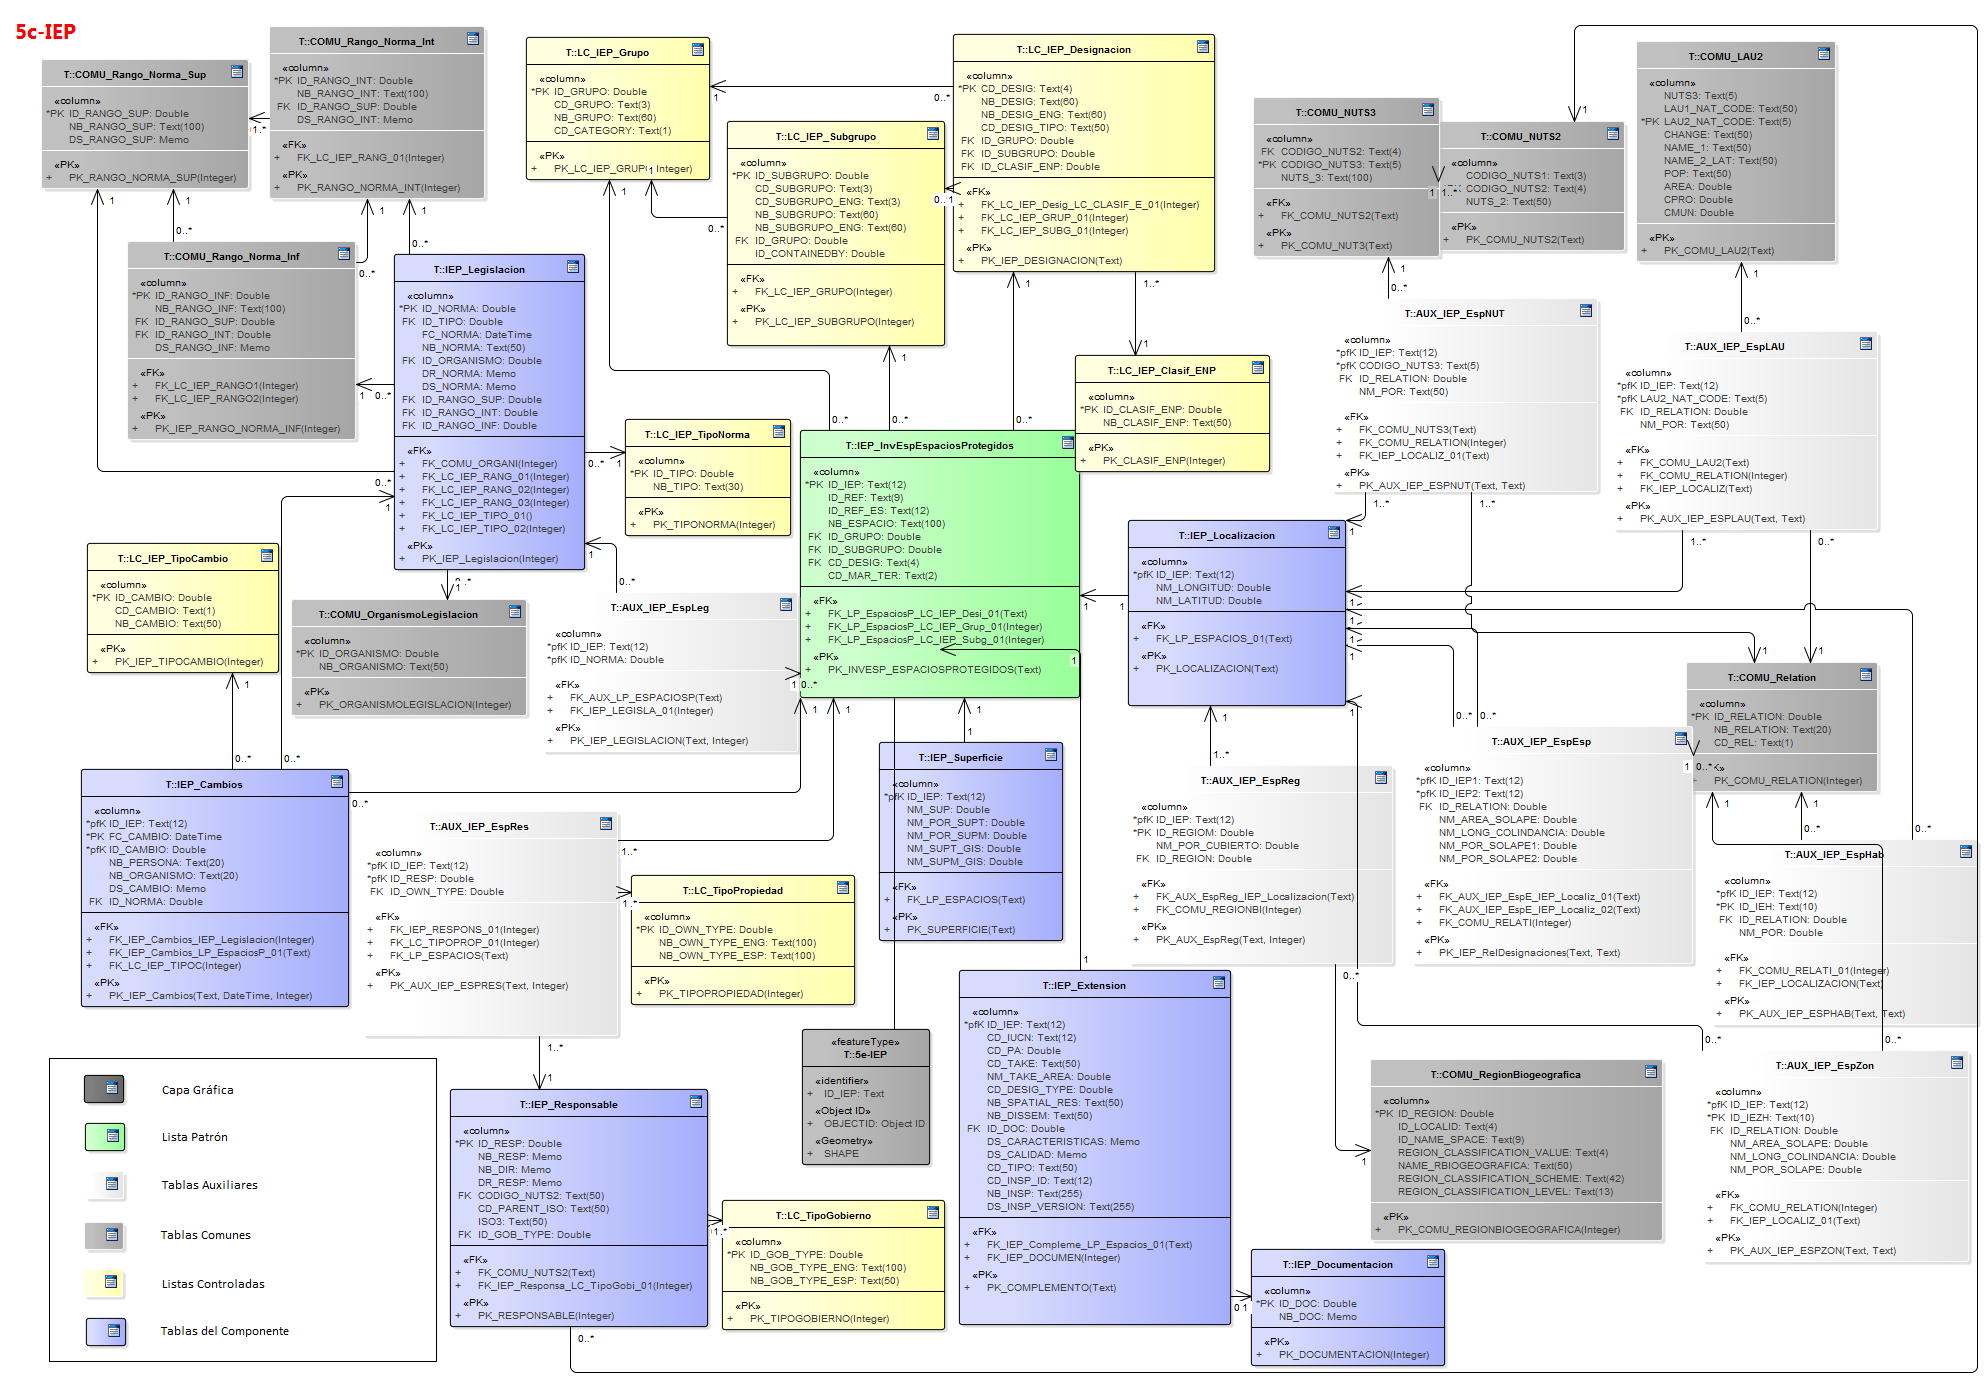 5c-IEP
T::COMU_Rango_Norma_Sup
«column»
*PK ID_RANGO_SUP: Double
NB_RANGO_SUP: Text(100)
DS_RANGO_SUP: Memo
«PK»
+ PK_RANGO_NORMA_SUP(Integer)
T::COMU_Rango_Norma_Int
«column»
*PK ID_RANGO_INT: Double
NB_RANGO_INT: Text(100)
FK ID_RANGO_SUP: Double
DS_RANGO_INT: Memo
«FK»
+ FK_LC_IEP_RANG_01(Integer)
«PK»
+ PK_RANGO_NORMA_INT(Integer)
T::COMU_Rango_Norma_Inf
«column»
*PK ID_RANGO_INF: Double
NB_RANGO_INF: Text(100)
FK ID_RANGO_SUP: Double
FK ID_RANGO_INT: Double
DS_RANGO_INF: Memo
«FK»
+ FK_LC_IEP_RANGO1(Integer)
+ FK_LC_IEP_RANGO2(Integer)
«PK»
+ PK_IEP_RANGO_NORMA_INF(Integer)
T::IEP_Legislacion
«column»
*PK ID_NORMA: Double
FK ID_TIPO: Double
FC_NORMA: DateTime
NB_NORMA: Text(50)
FK ID_ORGANISMO: Double
DR_NORMA: Memo
DS_NORMA: Memo
FK ID_RANGO_SUP: Double
FK ID_RANGO_INT: Double
FK ID_RANGO_INF: Double
«FK»
+ FK_COMU_ORGANI(Integer)
+ FK_LC_IEP_RANG_01(Integer)
+ FK_LC_IEP_RANG_02(Integer)
+ FK_LC_IEP_RANG_03(Integer)
+ FK_LC_IEP_TIPO_01()
+ FK_LC_IEP_TIPO_02(Integer)
«PK»
+ PK_IEP_Legislacion(Integer)
T::LC_IEP_Grupo
«column»
*PK ID_GRUPO: Double
CD_GRUPO: Text(3)
NB_GRUPO: Text(60)
CD_CATEGORY: Text(1)
«PK»
+ PK_LC_IEP_GRUP( Integer)
T::LC_IEP_Subgrupo
«column»
*PK ID_SUBGRUPO: Double
CD_SUBGRUPO: Text(3)
CD_SUBGRUPO_ENG: Text(3)
NB_SUBGRUPO: Text(60)
NB_SUBGRUPO_ENG: Text(60)
FK ID_GRUPO: Double
ID_CONTAINEDBY: Double
«FK»
+ FK_LC_IEP_GRUPO(Integer)
«PK»
+ PK_LC_IEP_SUBGRUPO(Integer)
T::LC_IEP_Designacion
«column»
*PK CD_DESIG: Text(4)
NB_DESIG: Text(60)
NB_DESIG_ENG: Text(60)
CD_DESIG_TIPO: Text(50)
FK ID_GRUPO: Double
FK ID_SUBGRUPO: Double
FK ID_CLASIF_ENP: Double
«FK»
+ FK_LC_IEP_Desig_LC_CLASIF_E_01(Integer)
+ FK_LC_IEP_GRUP_01(Integer)
+ FK_LC_IEP_SUBG_01(Integer)
«PK»
+ PK_IEP_DESIGNACION(Text)
T::LC_IEP_Clasif_ENP
«column»
*PK ID_CLASIF_ENP: Double
NB_CLASIF_ENP: Text(50)
«PK»
+ PK_CLASIF_ENP(Integer)
T::COMU_NUTS3
«column»
FK CODIGO_NUTS2: Text(4)
*PK CODIGO_NUTS3: Text(5)
NUTS_3: Text(100)
«FK»
+ FK_COMU_NUTS2(Text)
«PK»
+ PK_COMU_NUT3(Text)
T::COMU_NUTS2
«column»
CODIGO_NUTS1: Text(3)
CODIGO_NUTS2: Text(4)
NUTS_2: Text(50)
«PK»
+ PK_COMU_NUTS2(Text)
T::COMU_LAU2
«column»
NUTS3: Text(5)
LAU1_NAT_CODE: Text(50)
*PK LAU2_NAT_CODE: Text(5)
CHANGE: Text(50)
NAME_1: Text(50)
NAME_2_LAT: Text(50)
POP: Text(50)
AREA: Double
CPRO: Double
CMUN: Double
«PK»
+ PK_COMU_LAU2(Text)
T::AUX_IEP_EspNUT
«column»
*pfK ID_IEP: Text(12)
*pfK CODIGO_NUTS3: Text(5)
FK ID_RELATION: Double
NM_POR: Text(50)
«FK»
+ FK_COMU_NUTS3(Text)
+ FK_COMU_RELATION(Integer)
+ FK_IEP_LOCALIZ_01(Text)
«PK»
+ PK_AUX_IEP_ESPNUT(Text, Text)
T::AUX_IEP_EspLAU
«column»
*pfK ID_IEP: Text(12)
*pfK LAU2_NAT_CODE: Text(5)
FK ID_RELATION: Double
NM_POR: Text(50)
«FK»
+ FK_COMU_LAU2(Text)
+ FK_COMU_RELATION(Integer)
+ FK_IEP_LOCALIZ(Text)
«PK»
+ PK_AUX_IEP_ESPLAU(Text, Text)
T::LC_IEP_TipoNorma
«column»
*PK ID_TIPO: Double
NB_TIPO: Text(30)
«PK»
+ PK_TIPONORMA(Integer)
T::IEP_InvEspEspaciosProtegidos
«column»
*PK ID_IEP: Text(12)
ID_REF: Text(9)
ID_REF_ES: Text(12)
NB_ESPACIO: Text(100)
FK ID_GRUPO: Double
FK ID_SUBGRUPO: Double
FK CD_DESIG: Text(4)
CD_MAR_TER: Text(2)
«FK»
+ FK_LP_EspaciosP_LC_IEP_Desi_01(Text)
+ FK_LP_EspaciosP_LC_IEP_Grup_01(Integer)
+ FK_LP_EspaciosP_LC_IEP_Subg_01(Integer)
«PK»
+ PK_INVESP_ESPACIOSPROTEGIDOS(Text)
T::IEP_Localizacion
«column»
*pfK ID_IEP: Text(12)
NM_LONGITUD: Double
NM_LATITUD: Double
«FK»
+ FK_LP_ESPACIOS_01(Text)
«PK»
+ PK_LOCALIZACION(Text)
T::LC_IEP_TipoCambio
«column»
*PK ID_CAMBIO: Double
CD_CAMBIO: Text(1)
NB_CAMBIO: Text(50)
«PK»
+ PK_IEP_TIPOCAMBIO(Integer)
T::COMU_OrganismoLegislacion
«column»
*PK ID_ORGANISMO: Double
NB_ORGANISMO: Text(50)
«PK»
+ PK_ORGANISMOLEGISLACION(Integer)
T::AUX_IEP_EspLeg
«column»
*pfK ID_IEP: Text(12)
*pfK ID_NORMA: Double
«FK»
+ FK_AUX_LP_ESPACIOSP(Text)
+ FK_IEP_LEGISLA_01(Integer)
«PK»
+ PK_IEP_LEGISLACION(Text, Integer)
T::COMU_Relation
«column»
*PK ID_RELATION: Double
NB_RELATION: Text(20)
CD_REL: Text(1)
PK_COMU_RELATION(Integer)
T::IEP_Cambios
«column»
*pfK ID_IEP: Text(12)
*PK FC_CAMBIO: DateTime
*pfK ID_CAMBIO: Double
NB_PERSONA: Text(20)
NB_ORGANISMO: Text(20)
DS_CAMBIO: Memo
FK ID_NORMA: Double
«FK»
+ FK_IEP_Cambios_IEP_Legislacion(Integer)
+ FK_IEP_Cambios_LP_EspaciosP_01(Text)
+ FK_LC_IEP_TIPOC(Integer)
«PK»
+ PK_IEP_Cambios(Text, DateTime, Integer)
T::AUX_IEP_EspRes
«column»
*pfK ID_IEP: Text(12)
*pfK ID_RESP: Double
FK ID_OWN_TYPE: Double
«FK»
+ FK_IEP_RESPONS_01(Integer)
+ FK_LC_TIPOPROP_01(Integer)
+ FK_LP_ESPACIOS(Text)
«PK»
+ PK_AUX_IEP_ESPRES(Text, Integer)
T::LC_TipoPropiedad
«column»
*PK ID_OWN_TYPE: Double
NB_OWN_TYPE_ENG: Text(100)
NB_OWN_TYPE_ESP: Text(100)
«PK»
+ PK_TIPOPROPIEDAD(Integer)
T::IEP_Superficie
«column»
*pfK ID_IEP: Text(12)
NM_SUP: Double
NM_POR_SUPT: Double
NM_POR_SUPM: Double
NM_SUPT_GIS: Double
NM_SUPM_GIS: Double
«FK»
+ FK_LP_ESPACIOS(Text)
«PK»
+ PK_SUPERFICIE(Text)
T::AUX_IEP_EspReg
«column»
*pfK ID_IEP: Text(12)
*PK ID_REGIOM: Double
NM_POR_CUBIERTO: Double
FK ID_REGION: Double
«FK»
+ FK_AUX_EspReg_IEP_Localizacion(Text)
+ FK_COMU_REGIONBI(Integer)
«PK»
+ PK_AUX_EspReg(Text, Integer)
T::AUX_IEP_EspEsp
«column»
*pfK ID_IEP1: Text(12)
*pfK ID_IEP2: Text(12)
FK ID_RELATION: Double
NM_AREA_SOLAPE: Double
NM_LONG_COLINDANCIA: Double
NM_POR_SOLAPE1: Double
NM_POR_SOLAPE2: Double
«FK»
+ FK_AUX_IEP_EspE_IEP_Localiz_01(Text)
+ FK_AUX_IEP_EspE_IEP_Localiz_02(Text)
+ FK_COMU_RELATI(Integer)
«PK»
+ PK_IEP_RelDesignaciones(Text, Text)
T::AUX_IEP_EspHab
«column»
*pfK ID_IEP: Text(12)
*PK ID_IEH: Text(10)
FK ID_RELATION: Double
NM_POR: Double
«FK»
+ FK_COMU_RELATI_01(Integer)
+ FK_IEP_LOCALIZACION(Text)
«PK»
+ PK_AUX_IEP_ESPHAB(Text, Text)
«featureType»
T::5e-IEP
«identifier»
+ ID_IEP: Text
«Object ID»
+ OBJECTID: Object ID
«Geometry»
+ SHAPE
T::IEP_Extension
«column»
*pfK ID_IEP: Text(12)
CD_IUCN: Text(12)
CD_PA: Double
CD_TAKE: Text(50)
NM_TAKE_AREA: Double
CD_DESIG_TYPE: Double
NB_SPATIAL_RES: Text(50)
NB_DISSEM: Text(50)
FK ID_DOC: Double
DS_CARACTERISTICAS: Memo
DS_CALIDAD: Memo
CD_TIPO: Text(50)
CD_INSP_ID: Text(12)
NB_INSP: Text(255)
DS_INSP_VERSION: Text(255)
«FK»
+ FK_IEP_Compleme_LP_Espacios_01(Text)
+ FK_IEP_DOCUMEN(Integer)
«PK»
+ PK_COMPLEMENTO(Text)
T::COMU_RegionBiogeografica
«column»
*PK ID_REGION: Double
ID_LOCALID: Text(4)
ID_NAME_SPACE: Text(9)
REGION_CLASSIFICATION_VALUE: Text(4)
NAME_RBIOGEOGRAFICA: Text(50)
REGION_CLASSIFICATION_SCHEME: Text(42)
REGION_CLASSIFICATION_LEVEL: Text(13)
«PK»
+ PK_COMU_REGIONBIOGEOGRAFICA(Integer)
T::AUX_IEP_EspZon
«column»
*pfK ID_IEP: Text(12)
*PK ID_IEZH: Text(10)
FK ID_RELATION: Double
NM_AREA_SOLAPE: Double
NM_LONG_COLINDANCIA: Double
NM_POR_SOLAPE: Double
«FK»
+ FK_COMU_RELATION(Integer)
+ FK_IEP_LOCALIZ_01(Text)
«PK»
+ PK_AUX_IEP_ESPZON(Text, Text)
T::IEP_Responsable
«column»
*PK ID_RESP: Double
NB_RESP: Memo
NB_DIR: Memo
DR_RESP: Memo
FK CODIGO_NUTS2: Text(50)
CD_PARENT_ISO: Text(50)
ISO3: Text(50)
FK ID_GOB_TYPE: Double
«FK»
+ FK_COMU_NUTS2(Text)
+ FK_IEP_Responsa_LC_TipoGobi_01(Integer)
«PK»
+ PK_RESPONSABLE(Integer)
T::LC_TipoGobierno
«column»
*PK ID_GOB_TYPE: Double
NB_GOB_TYPE_ENG: Text(100)
NB_GOB_TYPE_ESP: Text(50)
«PK»
+ PK_TIPOGOBIERNO(Integer)
T::IEP_Documentacion
«column»
*PK ID_DOC: Double
NB_DOC: Memo
«PK»
+ PK_DOCUMENTACION(Integer)
Capa Gráfica
Lista Patrón
Tablas Auxiliares
Tablas Comunes
Listas Controladas
Tablas del Componente